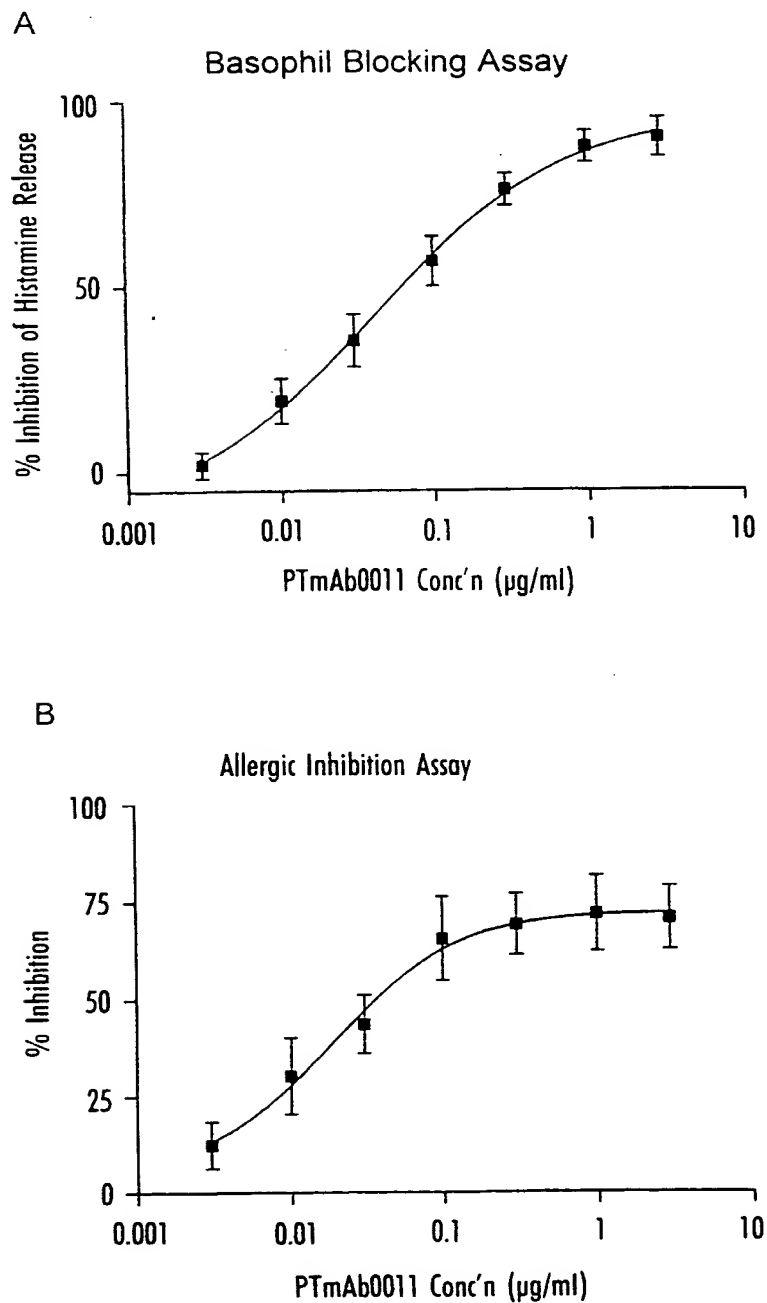 A
Basophil Blocking Assay
% Inhibition of Histamine Release
100
50
0
0.001 0.01 0.1 1 10
PTmAb0011 Conc'n (µg/ml)
B
Allergic Inhibition Assay
% Inhibition
100
75
50
25
0
0.001 0.01 0.1 1 10
PTmAb0011 Conc'n (µg/ml)